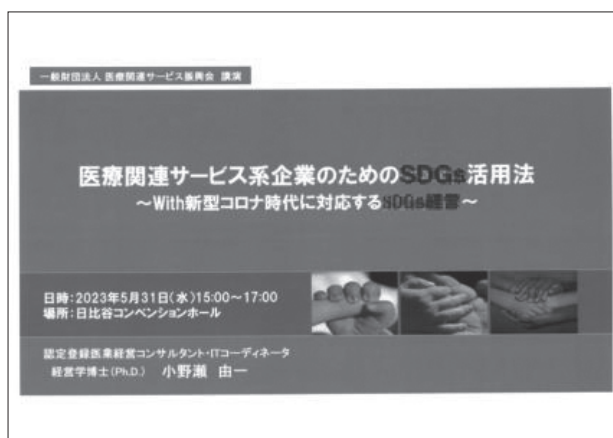 一般財団法人 医療関連サービス振興会 講演
医療関連サービス系企業のためのSDGs活用法
～With新型コロナ時代に対応するSDGs経営～
日時：2023年5月31日（水）15：00～17：00
場所：日比谷コンベンションホール
認定登録医業経営コンサルタント・ITコーディネータ
経営学博士（Ph.D.） 小野瀬 由一